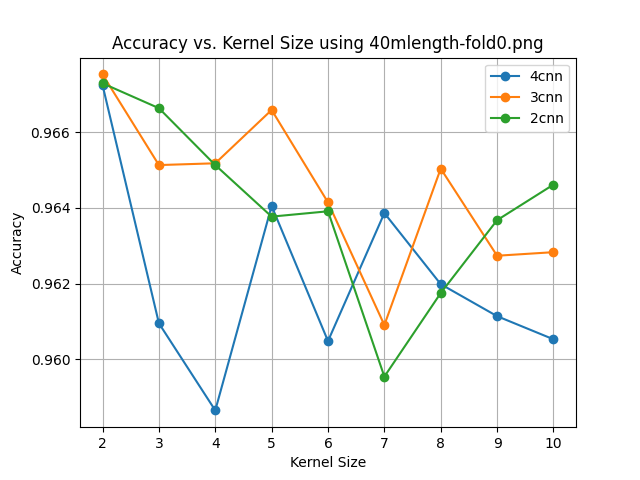 Accuracy vs. Kernel Size using 40mlength-fold0.png
4cnn
3cnn
2cnn
0.966
0.964
0.962
0.960
Accuracy
2 3 4 5 6 7 8 9 10
Kernel Size